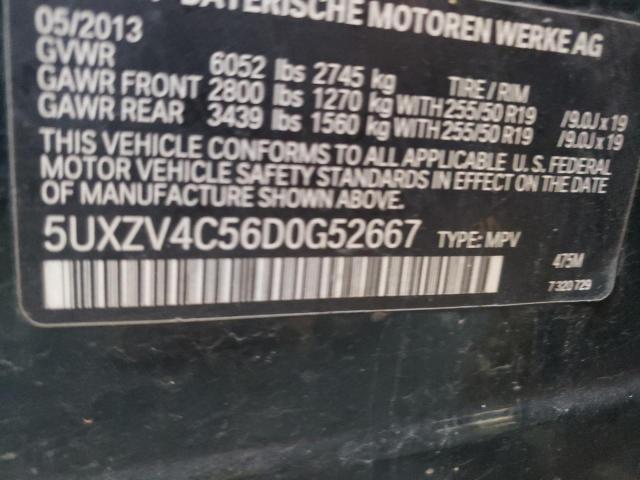 BAYERISCHE MOTOREN WERKE AG
05/2013
GVWR 6052 lbs 2745 kg TIRE / RIM
GAWR FRONT 2800 lbs 1270 kg WITH 255/50 R19 /9.0J x 19
GAWR REAR 3439 lbs 1560 kg WITH 255/50 R19 /9.0J x 19
THIS VEHICLE CONFORMS TO ALL APPLICABLE U.S. FEDERAL
MOTOR VEHICLE SAFETY STANDARDS IN EFFECT ON THE DATE
OF MANUFACTURE SHOWN ABOVE.
5UXZV4C56D0G52667 TYPE: MPV 475M
7 320 729